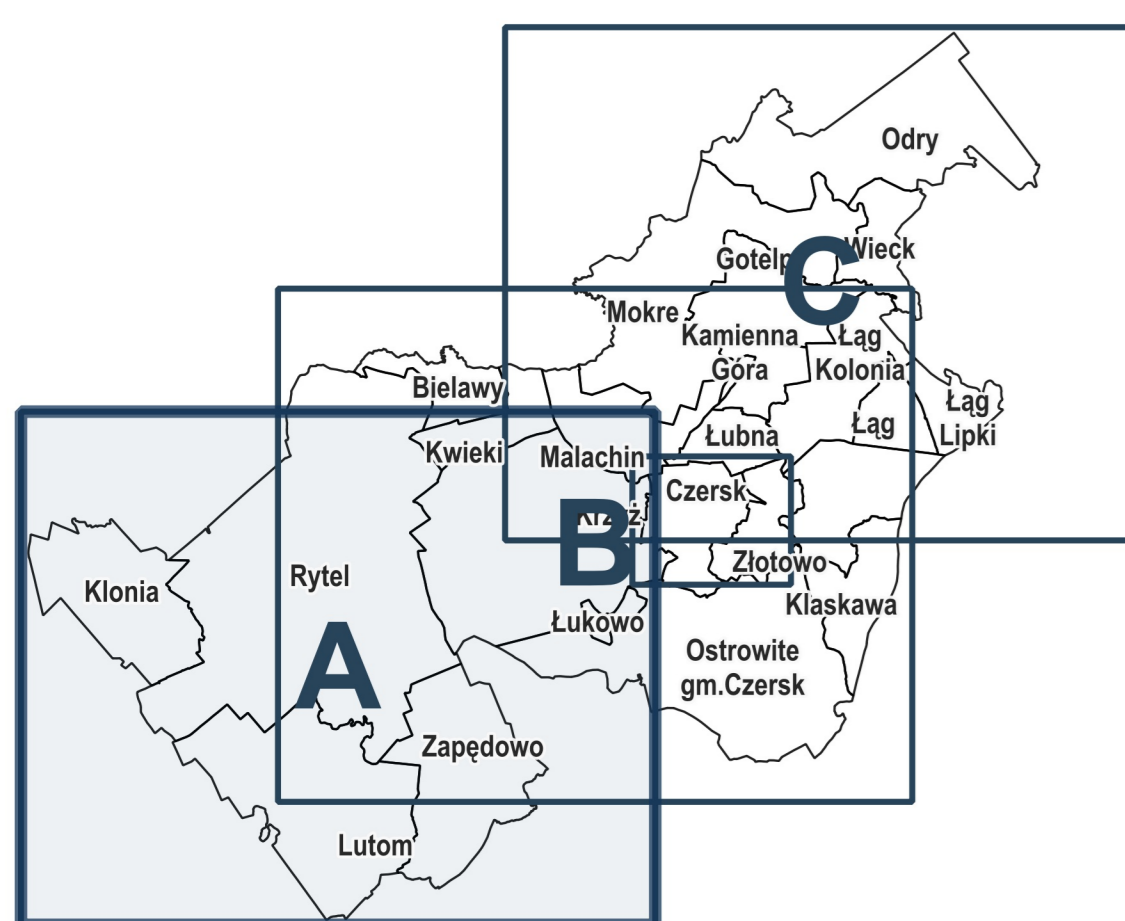 Odry
Gotelp
Wieck
C
Mokre
Kamienna
Góra
Łąg
Kolonia
Bielawy
Łąg
Lipki
Łąg
Łubna
Kwieki
Malachin
Czersk
Krzyż
B
Złotowo
Rytel
Klonia
Klaskawa
Łukowo
A
Ostrowite
gm.Czersk
Zapędowo
Lutom